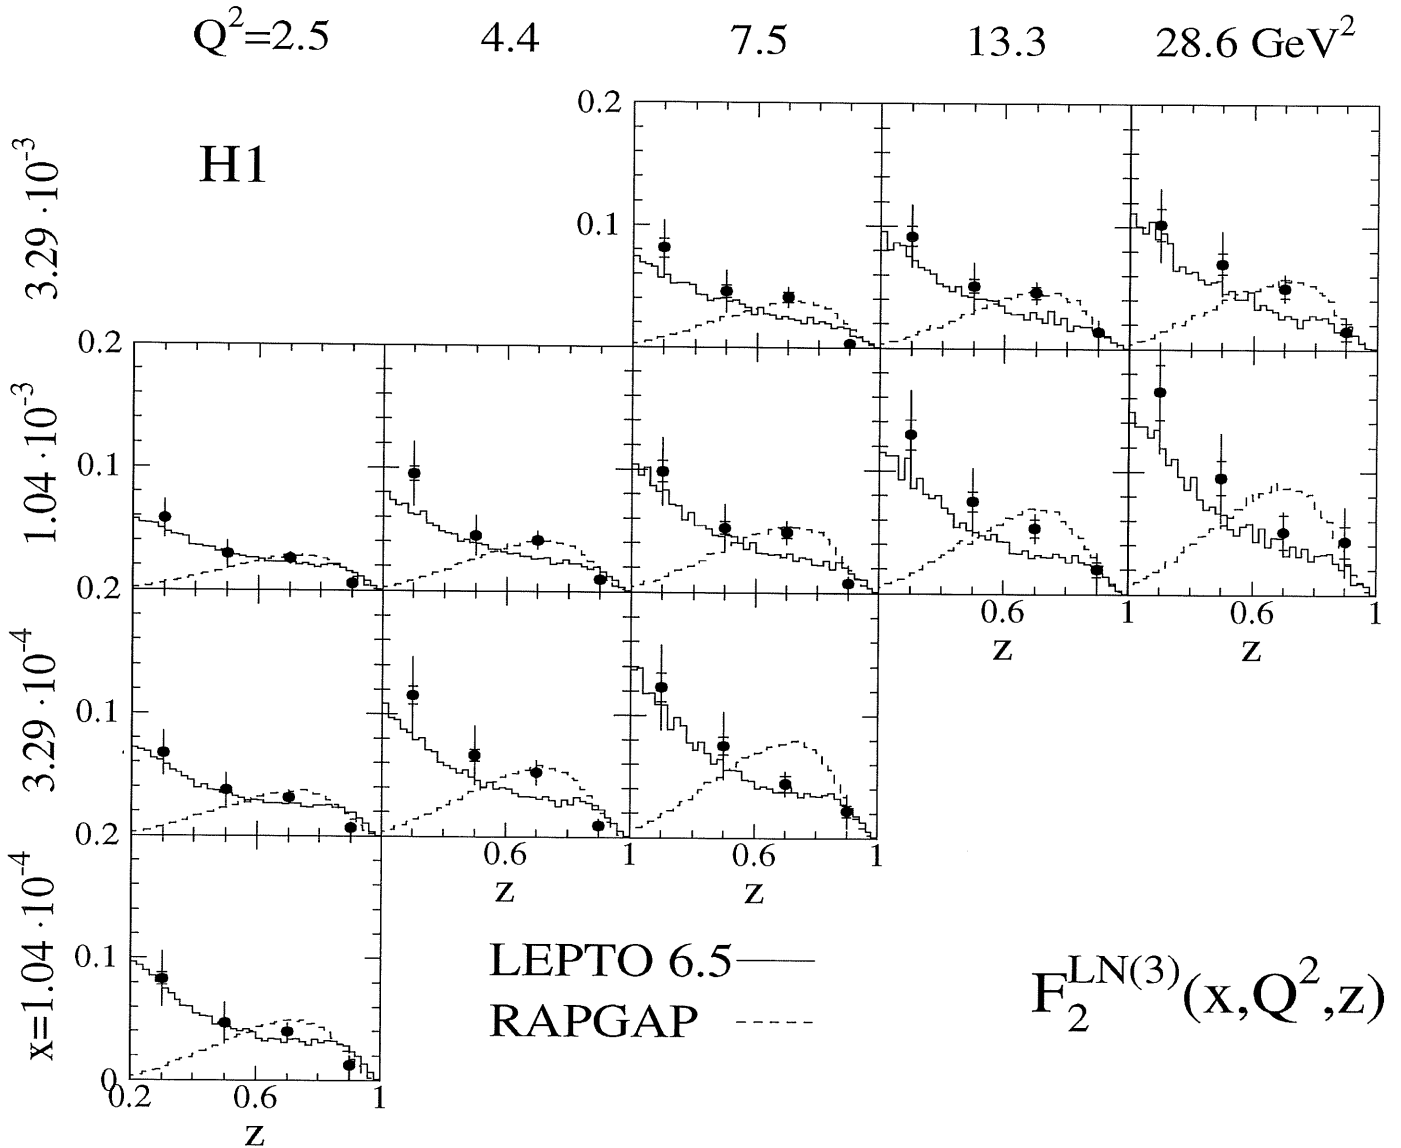 Q²=2.5 4.4 7.5 13.3 28.6 GeV²
H1
3.29 · 10⁻³
0.2
0.1
1.04 · 10⁻³
0.2
0.1
0.6 1 0.6 1
z z
3.29 · 10⁻⁴
0.2
0.1
0.6 1 0.6 1
z z
x=1.04 · 10⁻⁴
0.2
0.1
0
0.2 0.6 1
z
LEPTO 6.5
RAPGAP
F₂ᴸᴺ⁽³⁾(x,Q²,z)